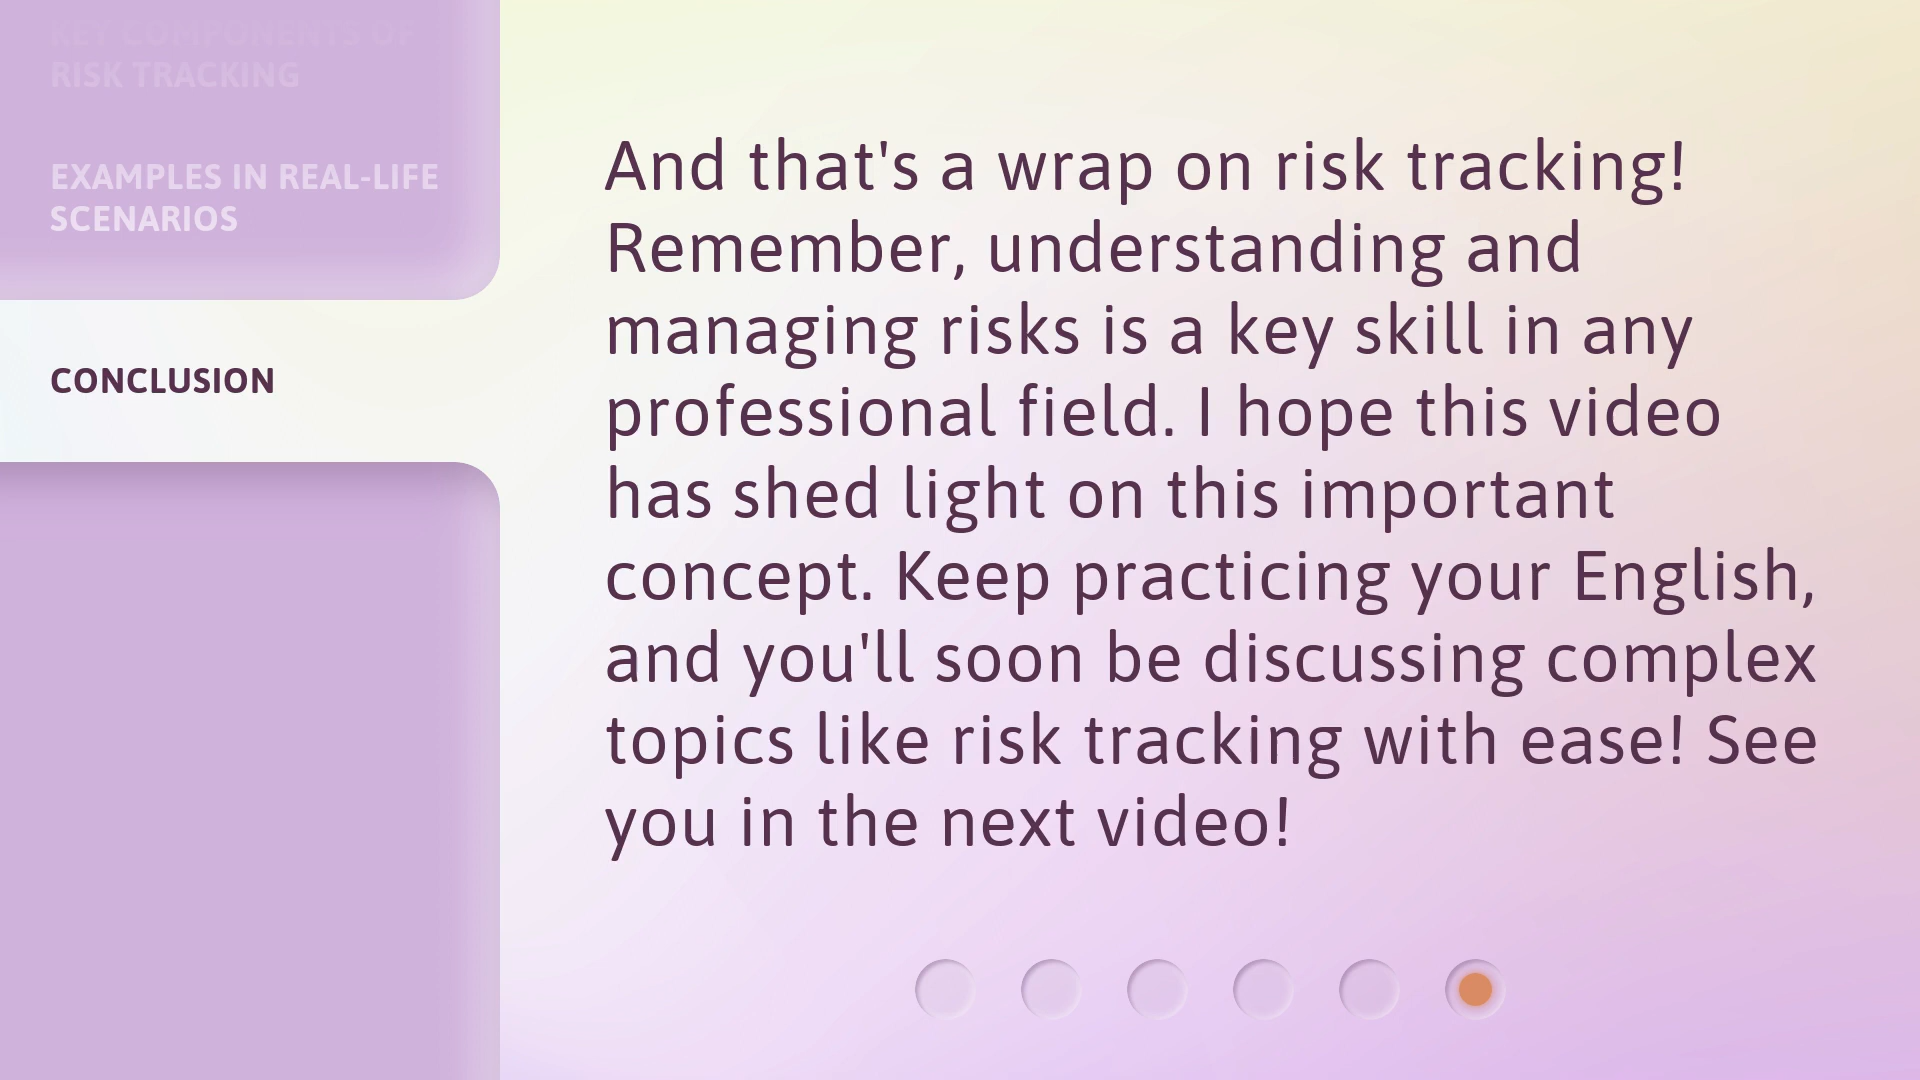 KEY COMPONENTS OF
RISK TRACKING
EXAMPLES IN REAL-LIFE
SCENARIOS
CONCLUSION
And that's a wrap on risk tracking!
Remember, understanding and
managing risks is a key skill in any
professional field. I hope this video
has shed light on this important
concept. Keep practicing your English,
and you'll soon be discussing complex
topics like risk tracking with ease! See
you in the next video!